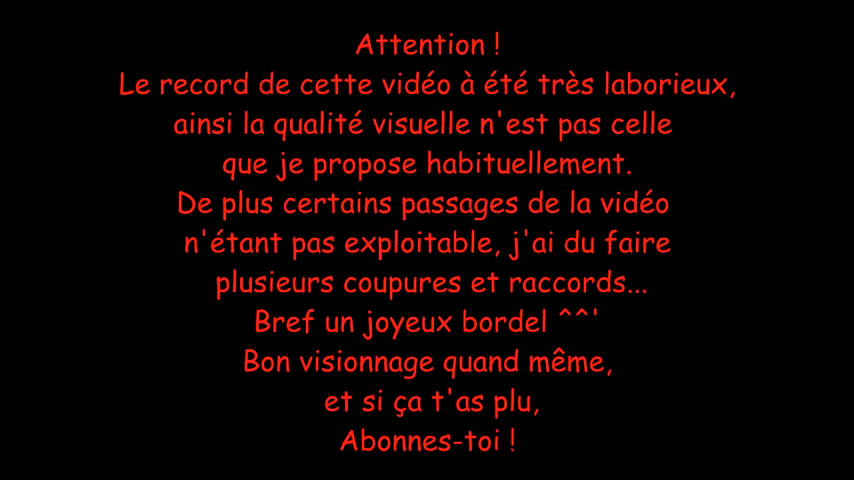 Attention !
Le record de cette vidéo à été très laborieux,
ainsi la qualité visuelle n'est pas celle
que je propose habituellement.
De plus certains passages de la vidéo
n'étant pas exploitable, j'ai du faire
plusieurs coupures et raccords...
Bref un joyeux bordel ^^'
Bon visionnage quand même,
et si ça t'as plu,
Abonnes-toi !